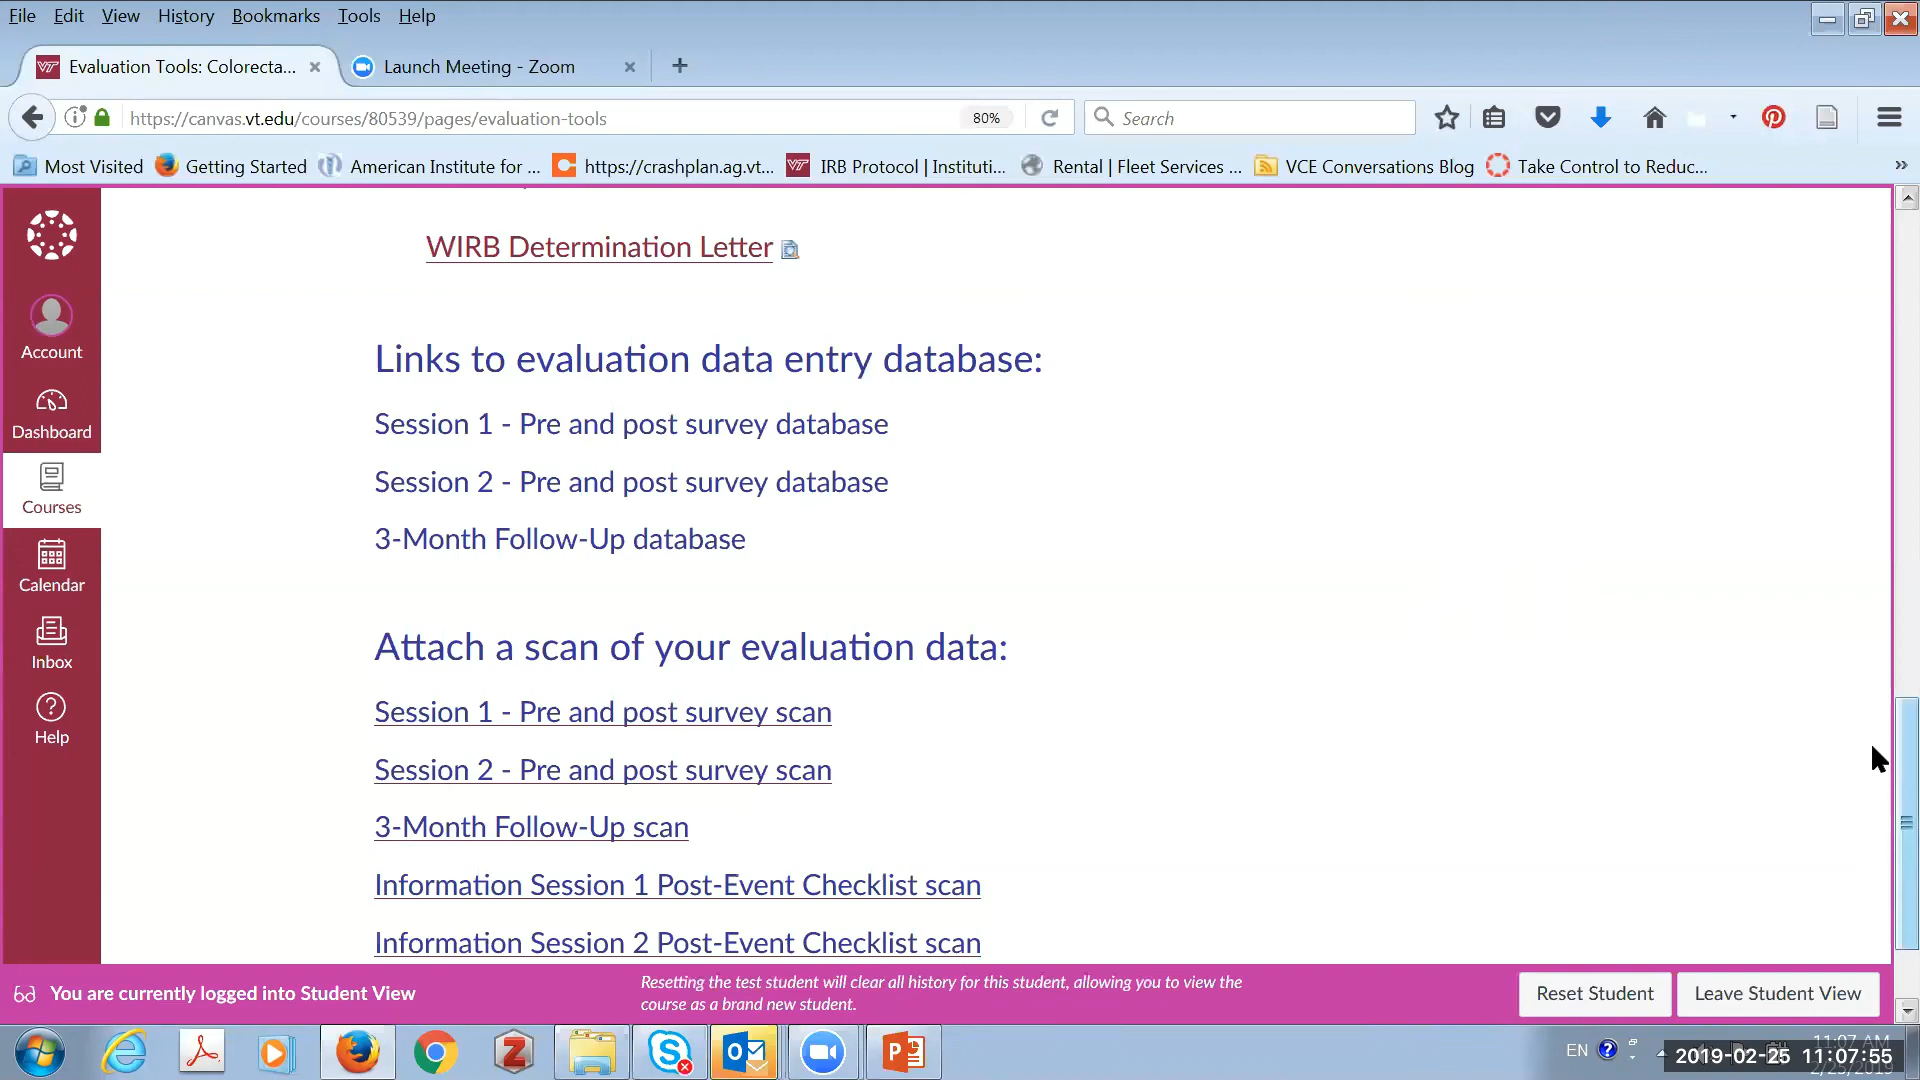 File Edit View History Bookmarks Tools Help
Evaluation Tools: Colorecta...
Launch Meeting - Zoom
https://canvas.vt.edu/courses/80539/pages/evaluation-tools
80%
Search
Most Visited
Getting Started
American Institute for ...
https://crashplan.ag.vt...
IRB Protocol | Instituti...
Rental | Fleet Services ...
VCE Conversations Blog
Take Control to Reduc...
WIRB Determination Letter
Links to evaluation data entry database:
Session 1 - Pre and post survey database
Session 2 - Pre and post survey database
3-Month Follow-Up database
Attach a scan of your evaluation data:
Session 1 - Pre and post survey scan
Session 2 - Pre and post survey scan
3-Month Follow-Up scan
Information Session 1 Post-Event Checklist scan
Information Session 2 Post-Event Checklist scan
Account
Dashboard
Courses
Calendar
Inbox
Help
You are currently logged into Student View
Resetting the test student will clear all history for this student, allowing you to view the
course as a brand new student.
Reset Student
Leave Student View
EN
11:07 AM
2019-02-25 11:07:55
2/25/2019